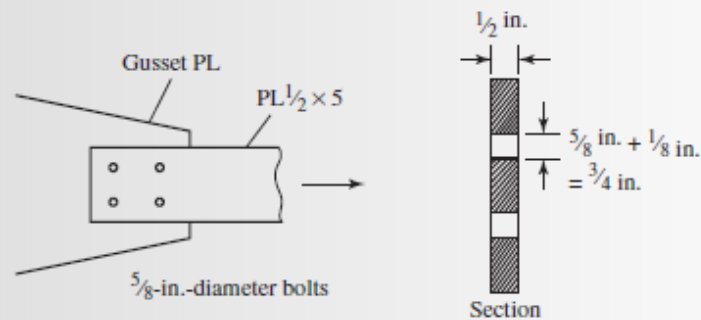 Gusset PL
PL½ × 5
⅝-in.-diameter bolts
½ in.
⅝ in. + ⅛ in.
= ¾ in.
Section